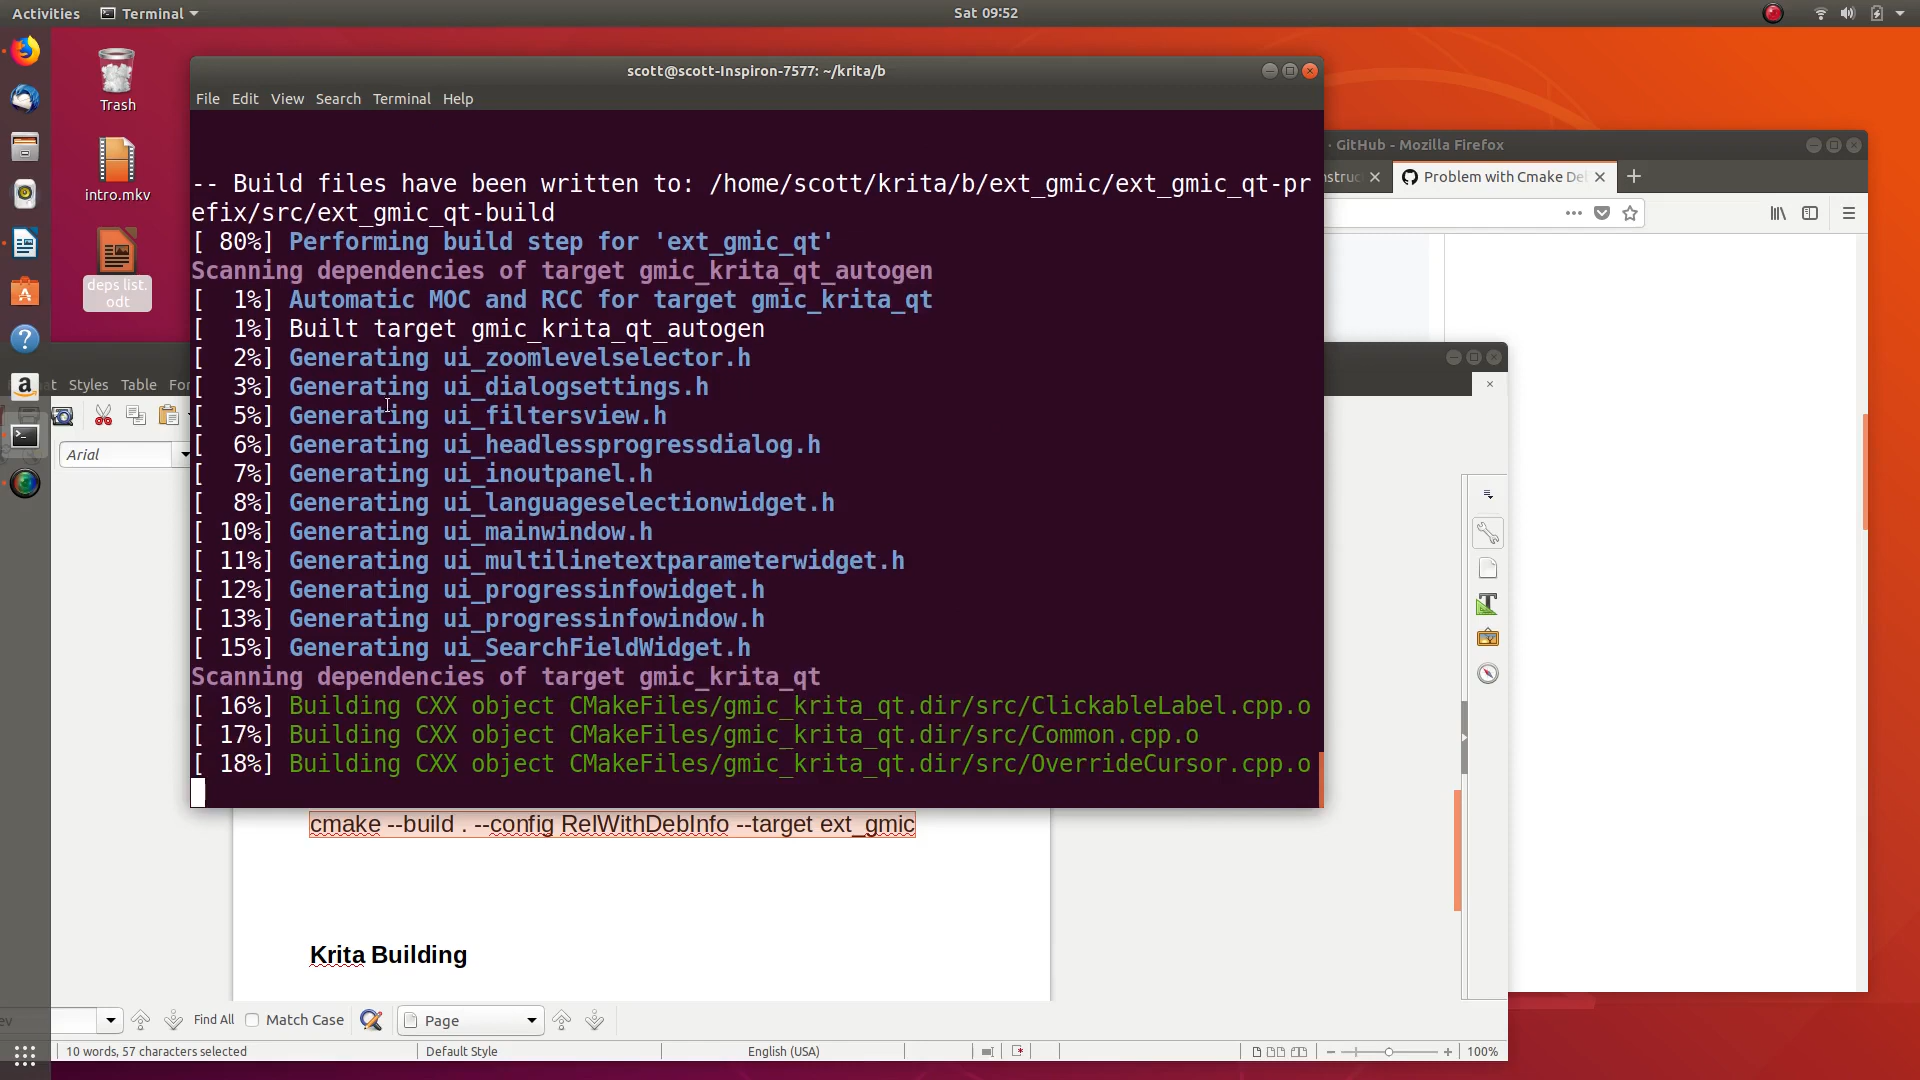 Activities
Terminal
Sat 09:52
Trash
intro.mkv
deps list.
odt
scott@scott-Inspiron-7577: ~/krita/b
File Edit View Search Terminal Help
-- Build files have been written to: /home/scott/krita/b/ext_gmic/ext_gmic_qt-pr
efix/src/ext_gmic_qt-build
[ 80%] Performing build step for 'ext_gmic_qt'
Scanning dependencies of target gmic_krita_qt_autogen
[  1%] Automatic MOC and RCC for target gmic_krita_qt
[  1%] Built target gmic_krita_qt_autogen
[  2%] Generating ui_zoomlevelselector.h
[  3%] Generating ui_dialogsettings.h
[  5%] Generating ui_filtersview.h
[  6%] Generating ui_headlessprogressdialog.h
[  7%] Generating ui_inoutpanel.h
[  8%] Generating ui_languageselectionwidget.h
[ 10%] Generating ui_mainwindow.h
[ 11%] Generating ui_multilinetextparameterwidget.h
[ 12%] Generating ui_progressinfowidget.h
[ 13%] Generating ui_progressinfowindow.h
[ 15%] Generating ui_SearchFieldWidget.h
Scanning dependencies of target gmic_krita_qt
[ 16%] Building CXX object CMakeFiles/gmic_krita_qt.dir/src/ClickableLabel.cpp.o
[ 17%] Building CXX object CMakeFiles/gmic_krita_qt.dir/src/Common.cpp.o
[ 18%] Building CXX object CMakeFiles/gmic_krita_qt.dir/src/OverrideCursor.cpp.o
· GitHub - Mozilla Firefox
Problem with Cmake De
Styles Table For
Arial
cmake --build . --config RelWithDebInfo --target ext_gmic
Krita Building
Find All
Match Case
Page
10 words, 57 characters selected
Default Style
English (USA)
100%